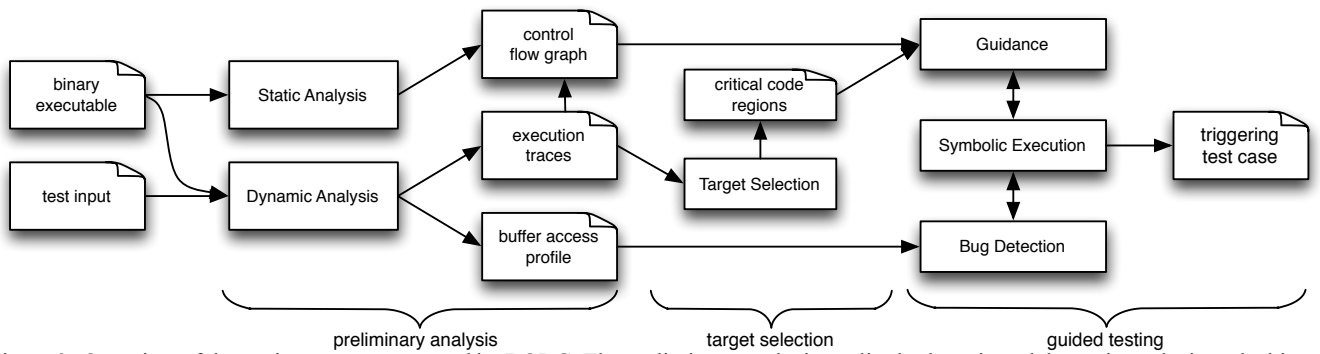 binary
executable
test input
Static Analysis
Dynamic Analysis
control
flow graph
execution
traces
buffer access
profile
critical code
regions
Target Selection
Guidance
Symbolic Execution
Bug Detection
triggering
test case
preliminary analysis
target selection
guided testing